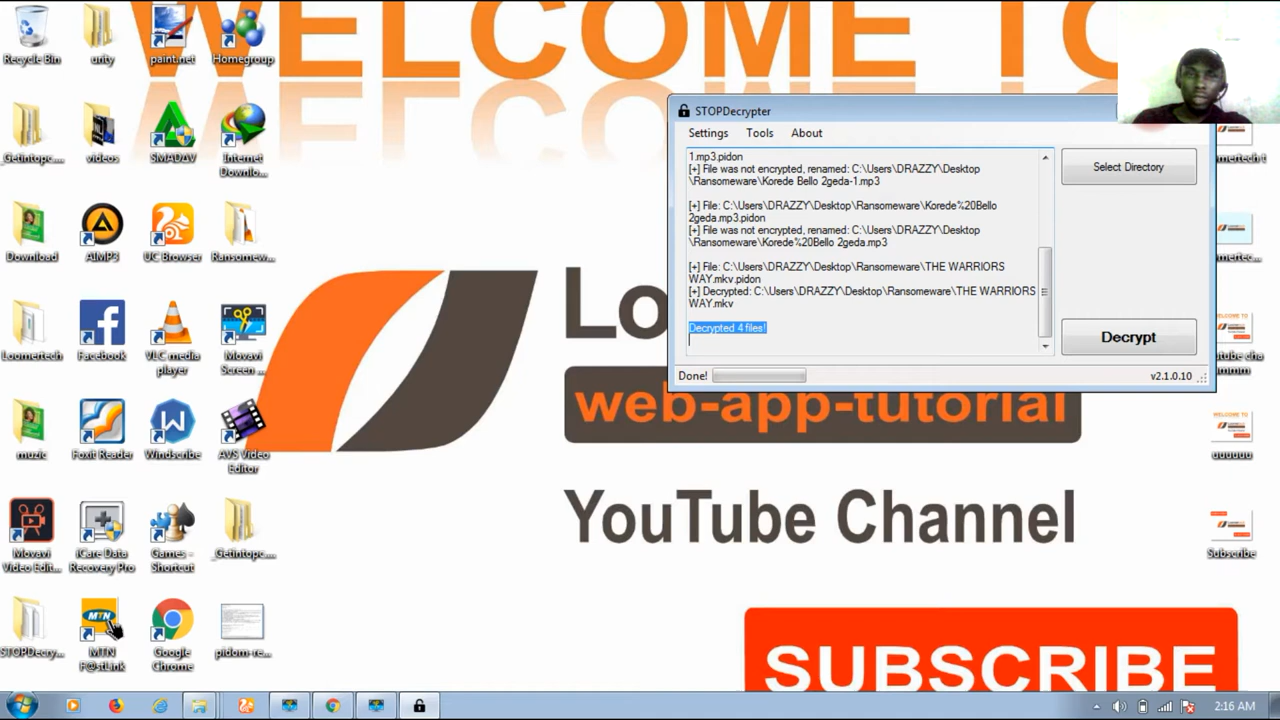 WELCOME TO
Recycle Bin
unity
paint.net
Homegroup
_Getintopc....
videos
SMADAV
Internet
Downlo...
Download
AIMP3
UC Browser
Ransomew...
Loomertech
Facebook
VLC media
player
Movavi
Screen ...
muzic
Foxit Reader
Windscribe
AVS Video
Editor
Movavi
Video Edit...
iCare Data
Recovery Pro
Games -
Shortcut
_Getintopc....
STOPDecry...
MTN
MTN
F@stLink
Google
Chrome
pidom-re...
STOPDecrypter
Settings
Tools
About
1.mp3.pidon
[+] File was not encrypted, renamed: C:\Users\DRAZZY\Desktop
\Ransomeware\Korede Bello 2geda-1.mp3
[+] File: C:\Users\DRAZZY\Desktop\Ransomeware\Korede%20Bello
2geda.mp3.pidon
[+] File was not encrypted, renamed: C:\Users\DRAZZY\Desktop
\Ransomeware\Korede%20Bello 2geda.mp3
[+] File: C:\Users\DRAZZY\Desktop\Ransomeware\THE WARRIORS
WAY.mkv.pidon
[+] Decrypted: C:\Users\DRAZZY\Desktop\Ransomeware\THE WARRIORS
WAY.mkv
Decrypted 4 files!
Select Directory
Decrypt
Done!
v2.1.0.10
Lo
web-app-tutorial
YouTube Channel
SUBSCRIBE
uuuuuu
Subscribe
2:16 AM